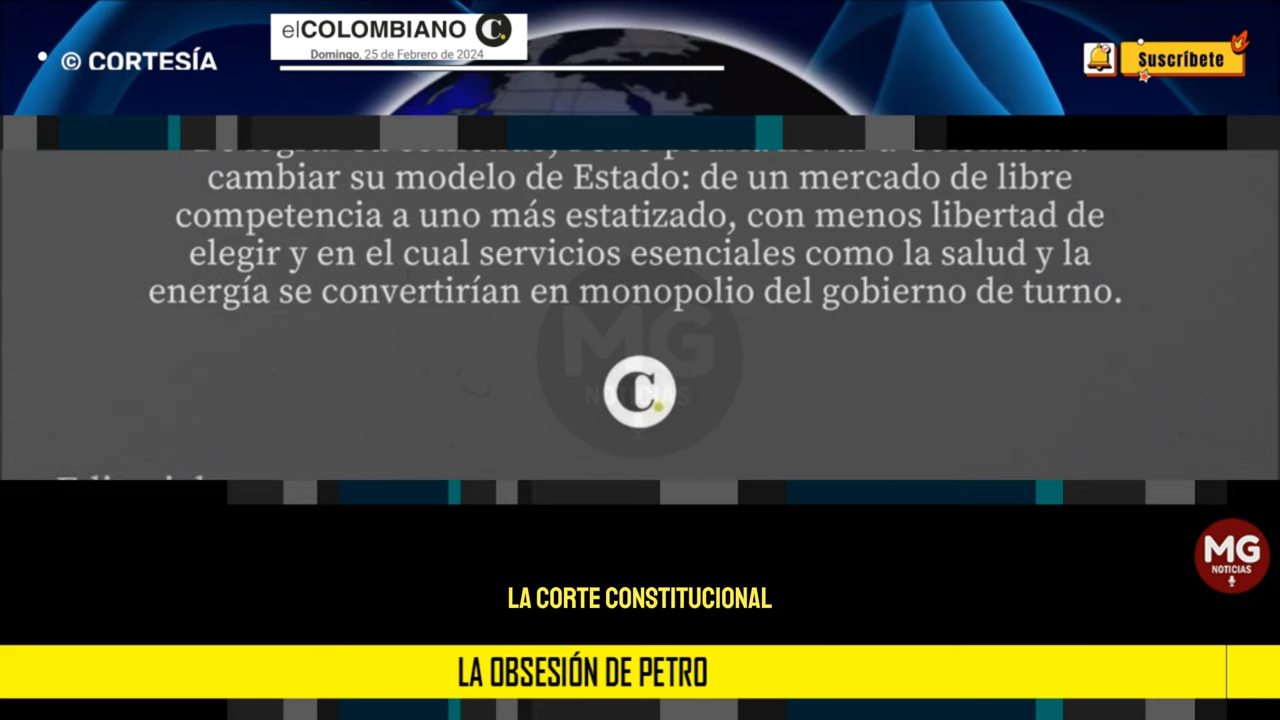 elCOLOMBIANO C.
Domingo, 25 de Febrero de 2024
© CORTESÍA
Suscríbete
cambiar su modelo de Estado: de un mercado de libre
competencia a uno más estatizado, con menos libertad de
elegir y en el cual servicios esenciales como la salud y la
energía se convertirían en monopolio del gobierno de turno.
MG
NOTICIAS
C.
MG
NOTICIAS
LA CORTE CONSTITUCIONAL
LA OBSESIÓN DE PETRO